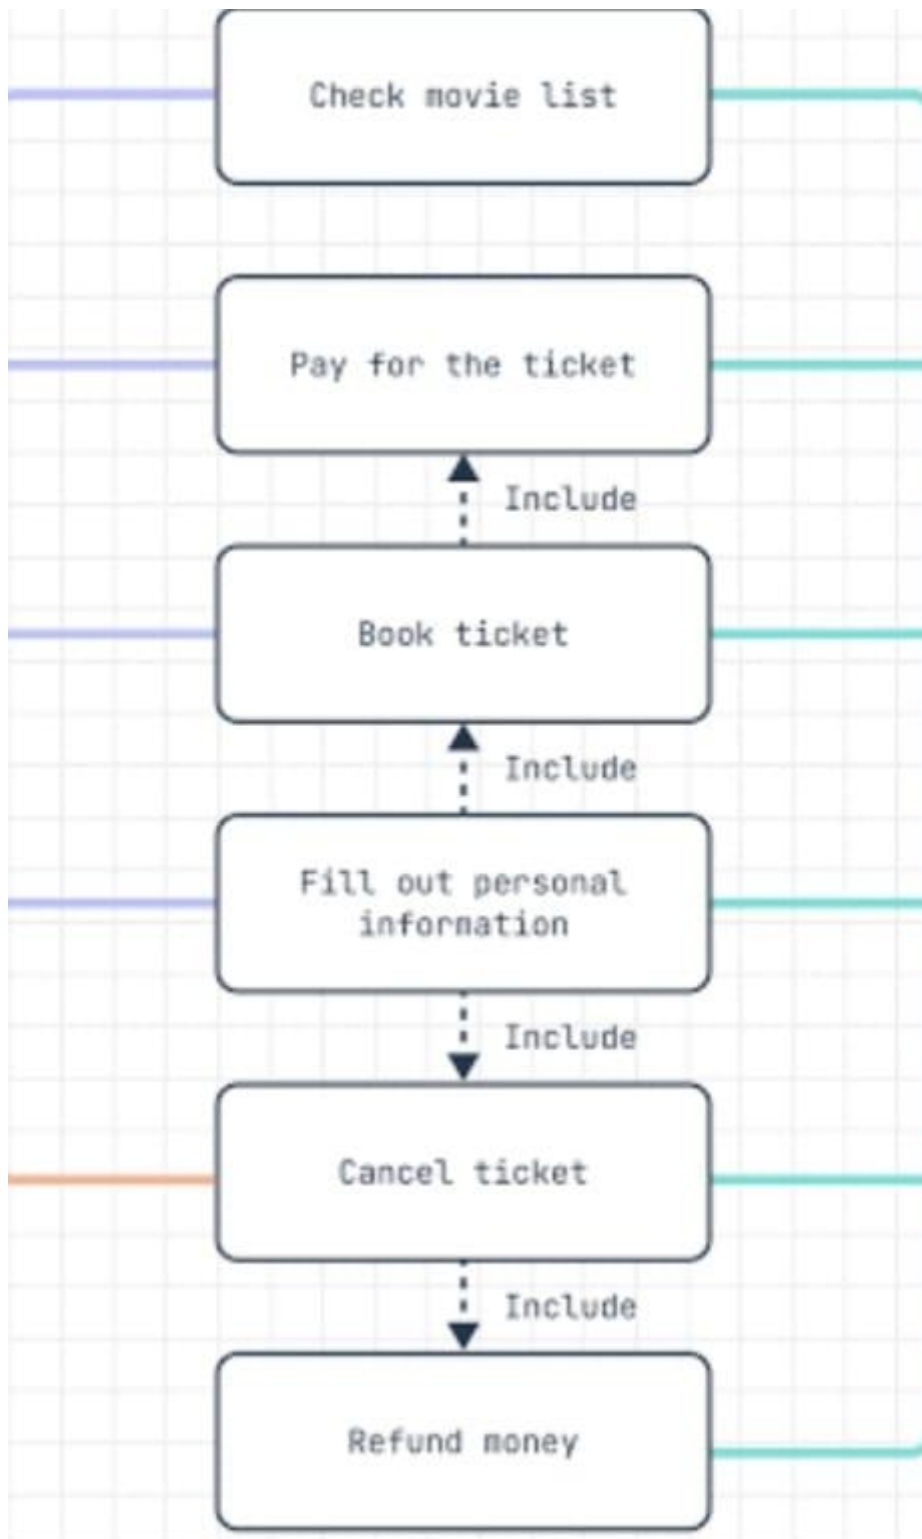 Check movie list
Pay for the ticket
Include
Book ticket
Include
Fill out personal
information
Include
Cancel ticket
Include
Refund money